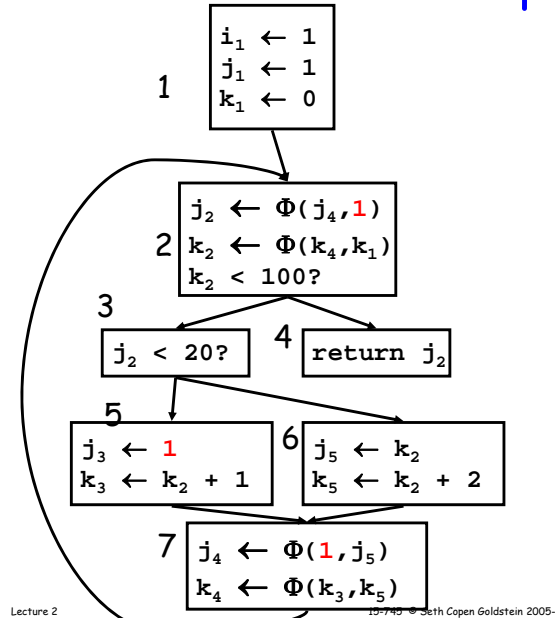 1
i₁ ← 1
j₁ ← 1
k₁ ← 0
2
j₂ ← Φ(j₄,1)
k₂ ← Φ(k₄,k₁)
k₂ < 100?
3
j₂ < 20?
4
return j₂
5
j₃ ← 1
k₃ ← k₂ + 1
6
j₅ ← k₂
k₅ ← k₂ + 2
7
j₄ ← Φ(1,j₅)
k₄ ← Φ(k₃,k₅)
Lecture 2
15-745 © Seth Copen Goldstein 2005-